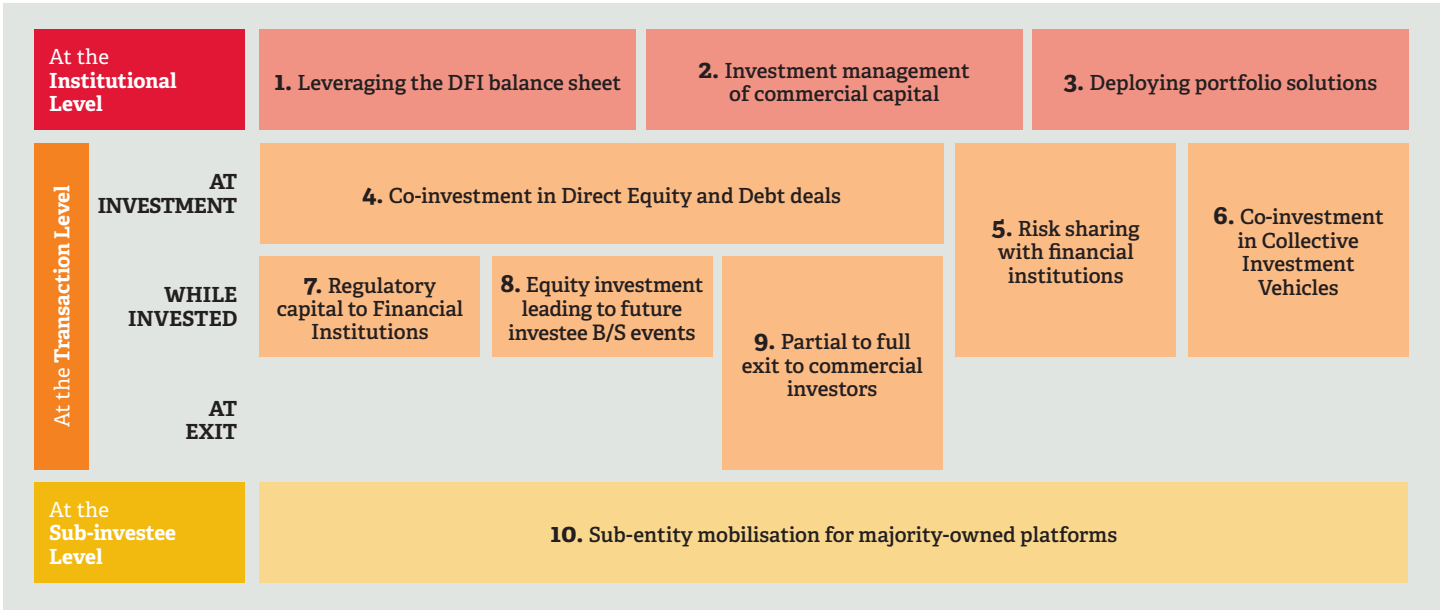 At the
Institutional
Level
1. Leveraging the DFI balance sheet
2. Investment management
of commercial capital
3. Deploying portfolio solutions
At the Transaction Level
AT
INVESTMENT
4. Co-investment in Direct Equity and Debt deals
5. Risk sharing
with financial
institutions
6. Co-investment
in Collective
Investment
Vehicles
WHILE
INVESTED
7. Regulatory
capital to Financial
Institutions
8. Equity investment
leading to future
investee B/S events
9. Partial to full
exit to commercial
investors
AT
EXIT
At the
Sub-investee
Level
10. Sub-entity mobilisation for majority-owned platforms